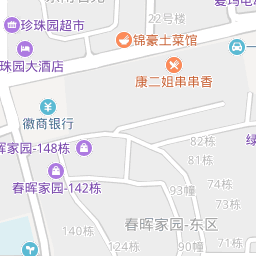 22号楼
珍珠园超市
锦豪土菜馆
珠园大酒店
康二姐串串香
徽商银行
家园-148栋
82栋
81栋
春晖家园-142栋
93幢
74栋
73栋
春晖家园-东区
140栋
72栋
124栋
90幢
71栋